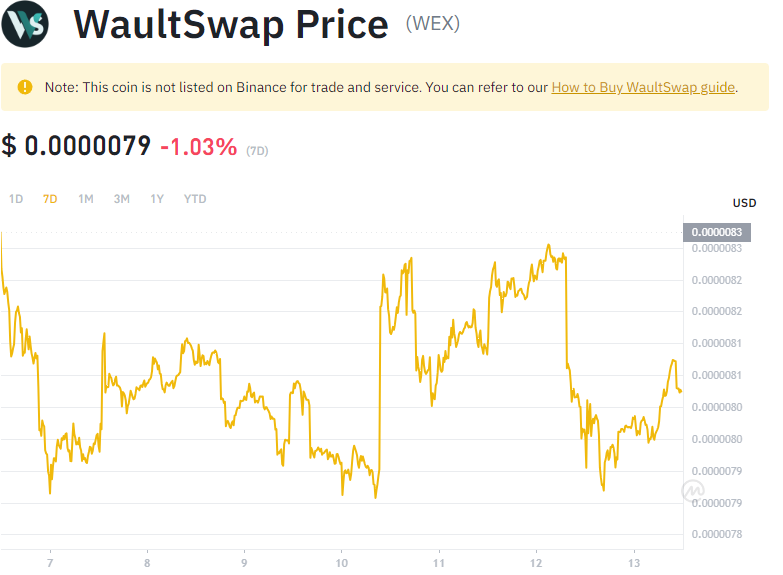 WS
WaultSwap Price (WEX)
Note: This coin is not listed on Binance for trade and service. You can refer to our How to Buy WaultSwap guide.
$ 0.0000079 -1.03% (7D)
1D 7D 1M 3M 1Y YTD
USD
0.0000083
0.0000083
0.0000082
0.0000082
0.0000081
0.0000081
0.0000080
0.0000080
0.0000079
0.0000079
0.0000078
7 8 9 10 11 12 13